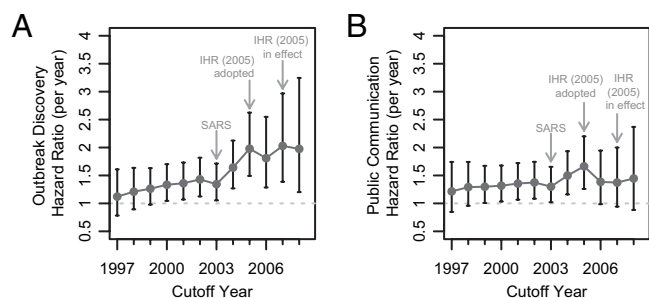 A
Outbreak Discovery
Hazard Ratio (per year)
4
3.5
3
2.5
2
1.5
1
0.5
SARS
IHR (2005)
adopted
IHR (2005)
in effect
1997
2000
2003
2006
Cutoff Year
B
Public Communication
Hazard Ratio (per year)
4
3.5
3
2.5
2
1.5
1
0.5
SARS
IHR (2005)
adopted
IHR
(2005)
in effect
1997
2000
2003
2006
Cutoff Year